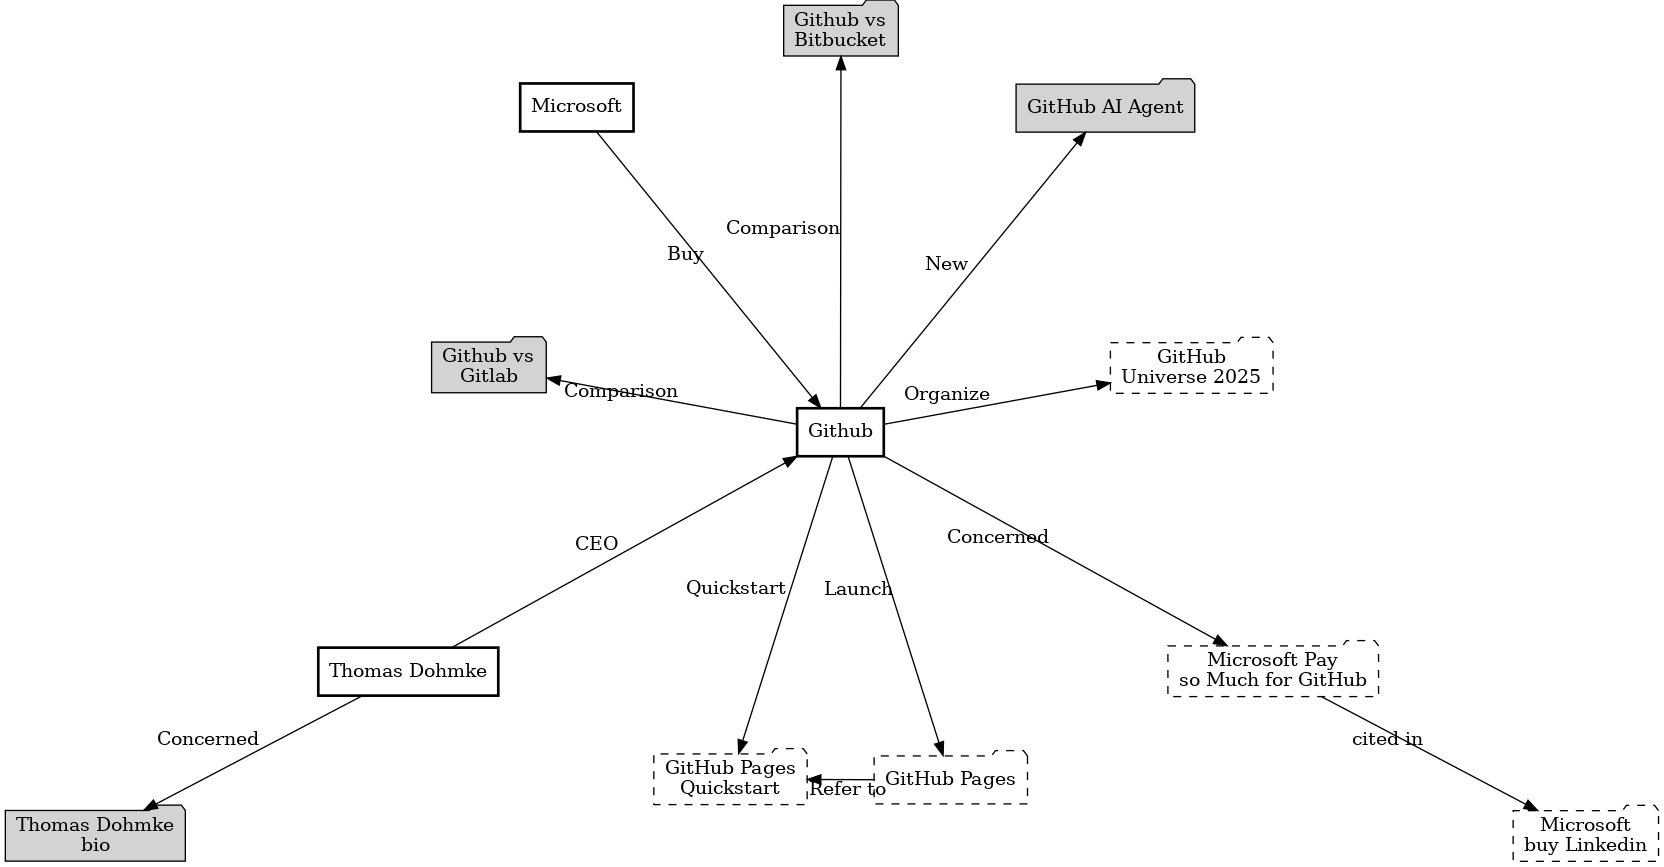 Github vs
Bitbucket
Microsoft
GitHub AI Agent
Comparison
Buy
New
Github vs
Gitlab
Comparison
GitHub
Universe 2025
Organize
Github
CEO
Concerned
Quickstart
Launch
Thomas Dohmke
Microsoft Pay
so Much for GitHub
Concerned
cited in
GitHub Pages
Quickstart
Refer to
GitHub Pages
Thomas Dohmke
bio
Microsoft
buy Linkedin